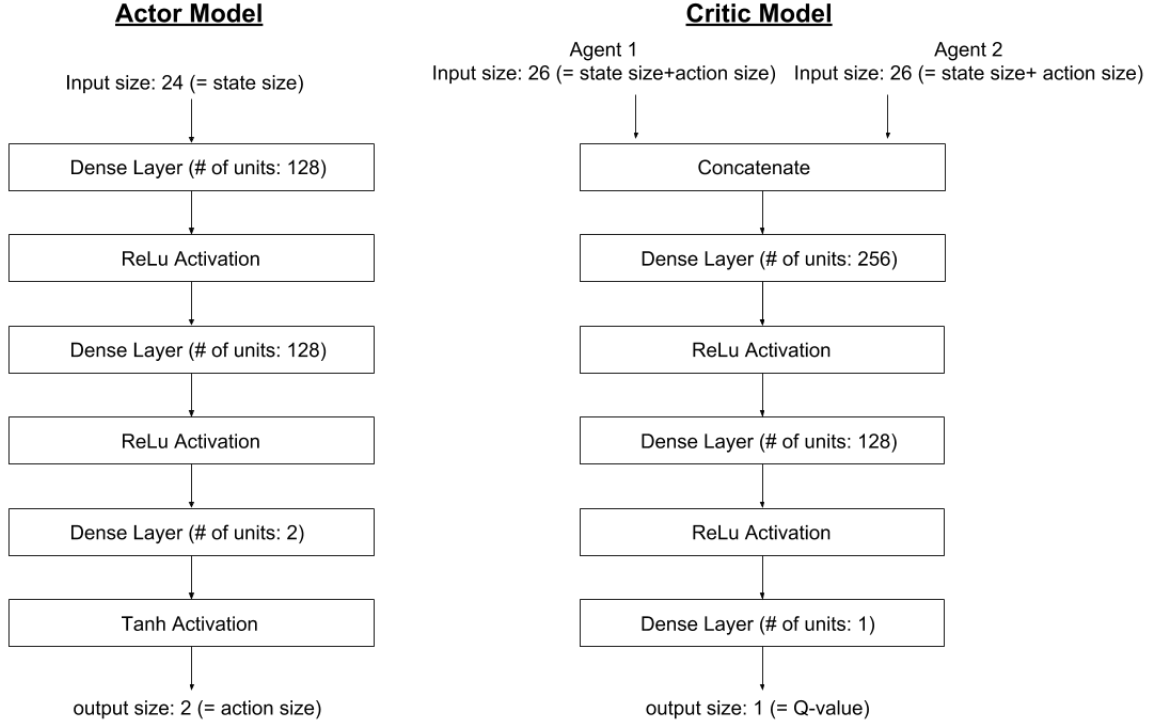 Actor Model
Input size: 24 (= state size)
Dense Layer (# of units: 128)
ReLu Activation
Dense Layer (# of units: 128)
ReLu Activation
Dense Layer (# of units: 2)
Tanh Activation
output size: 2 (= action size)
Critic Model
Agent 1
Input size: 26 (= state size+action size)
Agent 2
Input size: 26 (= state size+ action size)
Concatenate
Dense Layer (# of units: 256)
ReLu Activation
Dense Layer (# of units: 128)
ReLu Activation
Dense Layer (# of units: 1)
output size: 1 (= Q-value)